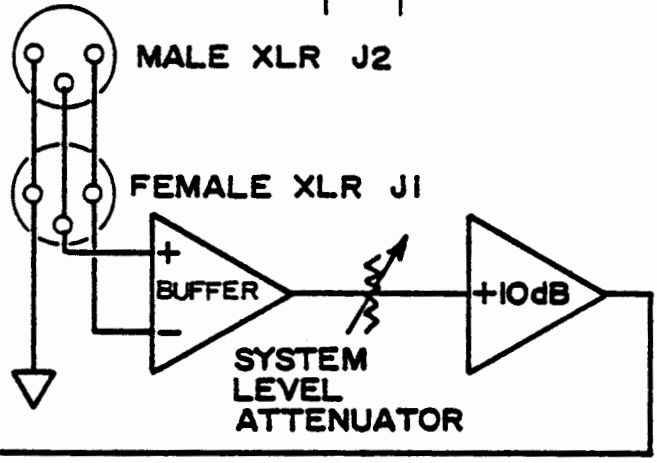 MALE XLR J2
FEMALE XLR J1
+
BUFFER
-
+10dB
SYSTEM
LEVEL
ATTENUATOR